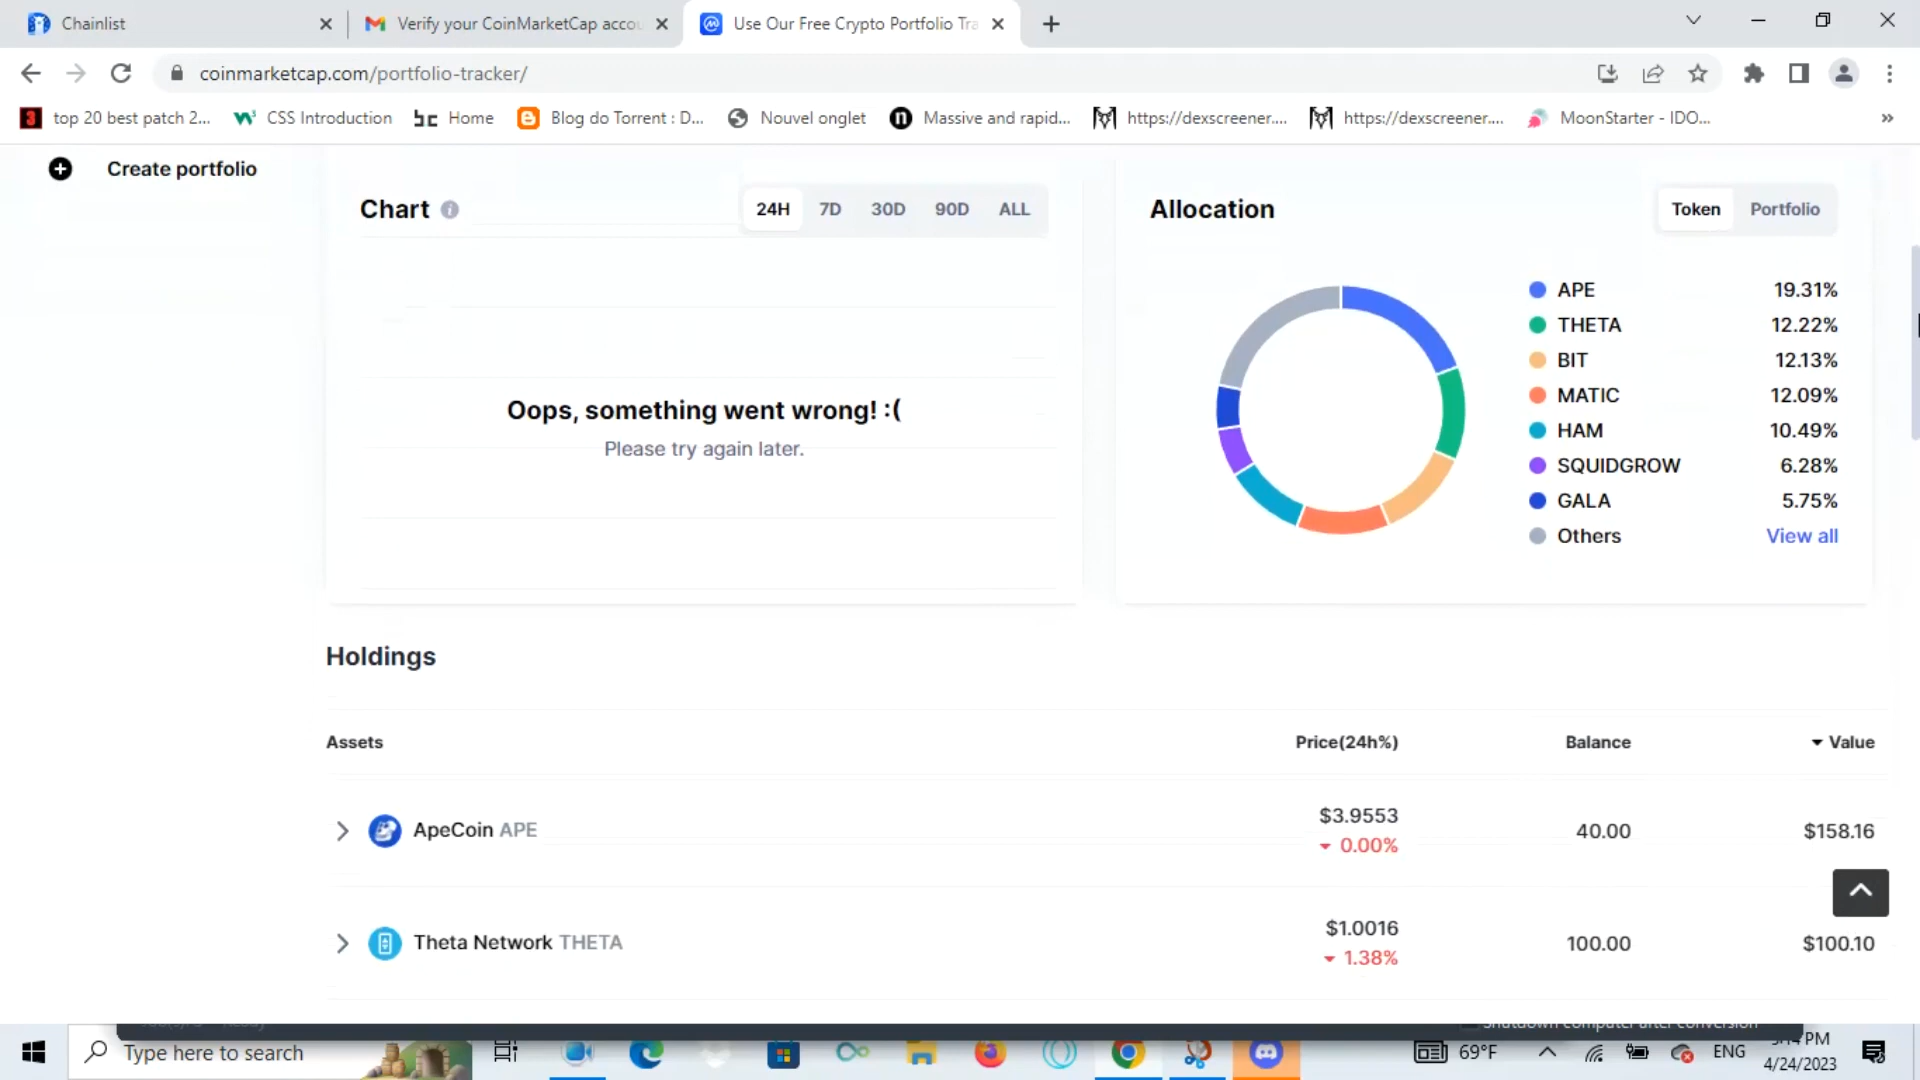 Chainlist
Verify your CoinMarketCap accou
Use Our Free Crypto Portfolio Tra
coinmarketcap.com/portfolio-tracker/
top 20 best patch 2...
CSS Introduction
Home
Blog do Torrent : D...
Nouvel onglet
Massive and rapid...
https://dexscreener....
https://dexscreener....
MoonStarter - IDO...
Create portfolio
Chart
24H 7D 30D 90D ALL
Allocation
Token Portfolio
APE 19.31%
THETA 12.22%
BIT 12.13%
MATIC 12.09%
HAM 10.49%
SQUIDGROW 6.28%
GALA 5.75%
Others View all
Oops, something went wrong! :(
Please try again later.
Holdings
Assets Price(24h%) Balance Value
ApeCoin APE $3.9553 40.00 $158.16
0.00%
Theta Network THETA $1.0016 100.00 $100.10
1.38%
Shutdown computer after conversion
Type here to search
69°F
ENG
PM
4/24/2023